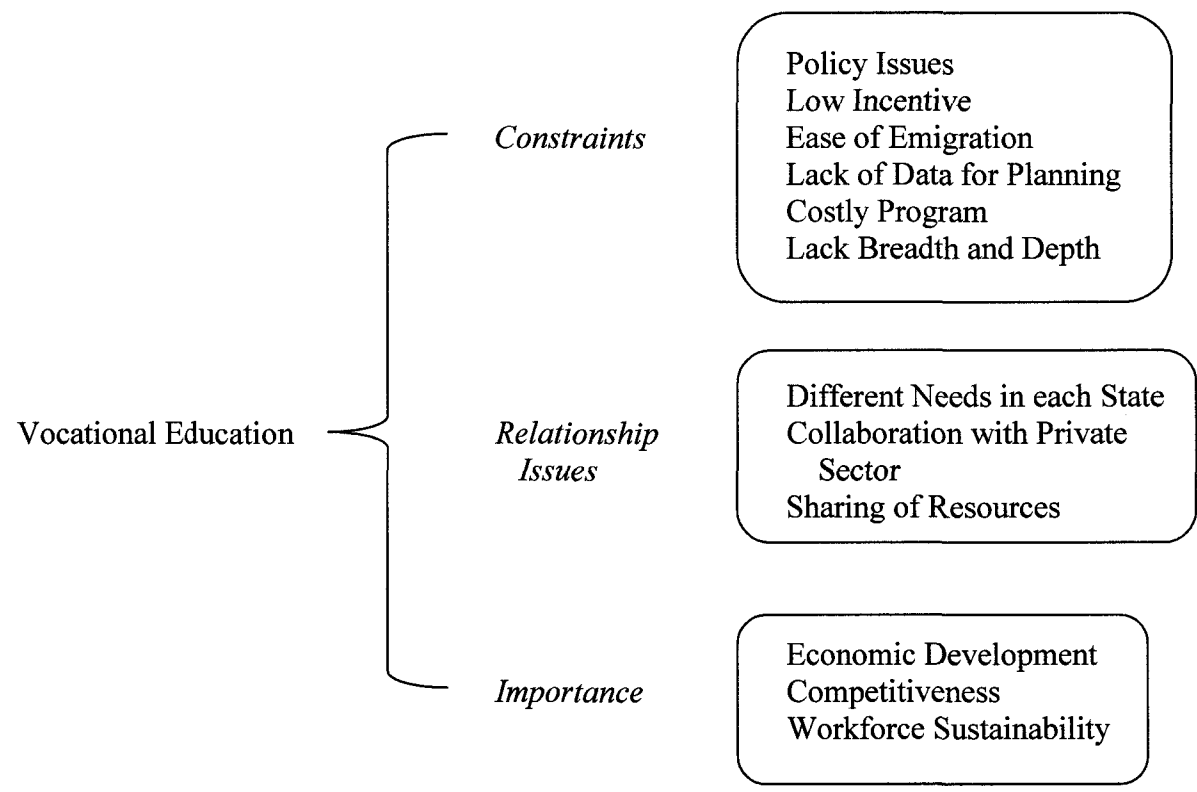 Vocational Education
Constraints
Policy Issues
Low Incentive
Ease of Emigration
Lack of Data for Planning
Costly Program
Lack Breadth and Depth
Relationship
Issues
Different Needs in each State
Collaboration with Private
Sector
Sharing of Resources
Importance
Economic Development
Competitiveness
Workforce Sustainability